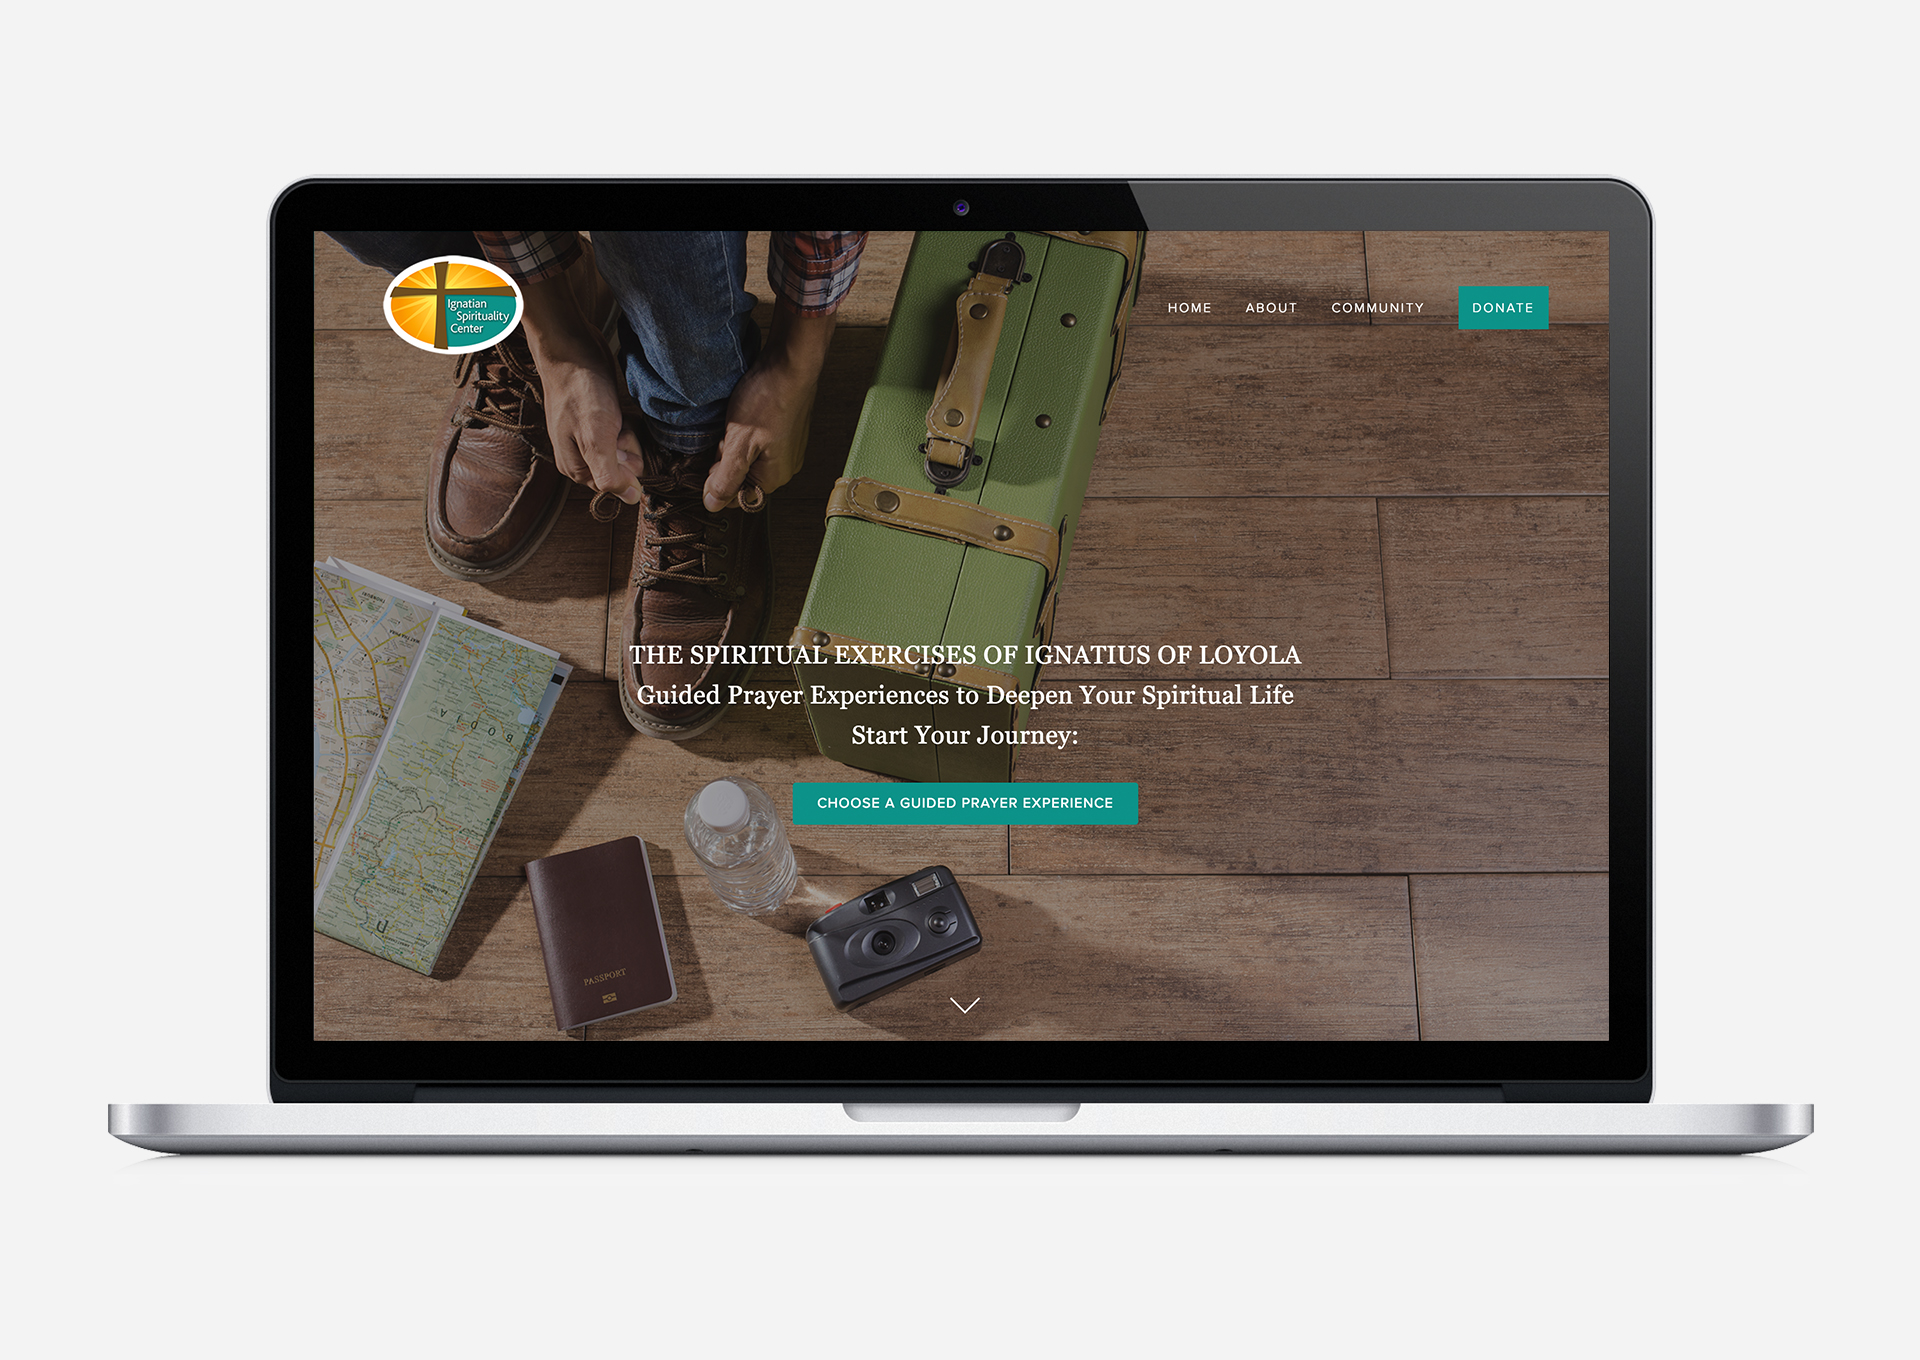 Ignatian
Spirituality
Center
HOME ABOUT COMMUNITY DONATE
THE SPIRITUAL EXERCISES OF IGNATIUS OF LOYOLA
Guided Prayer Experiences to Deepen Your Spiritual Life
Start Your Journey:
CHOOSE A GUIDED PRAYER EXPERIENCE
BODIA
PASSPORT